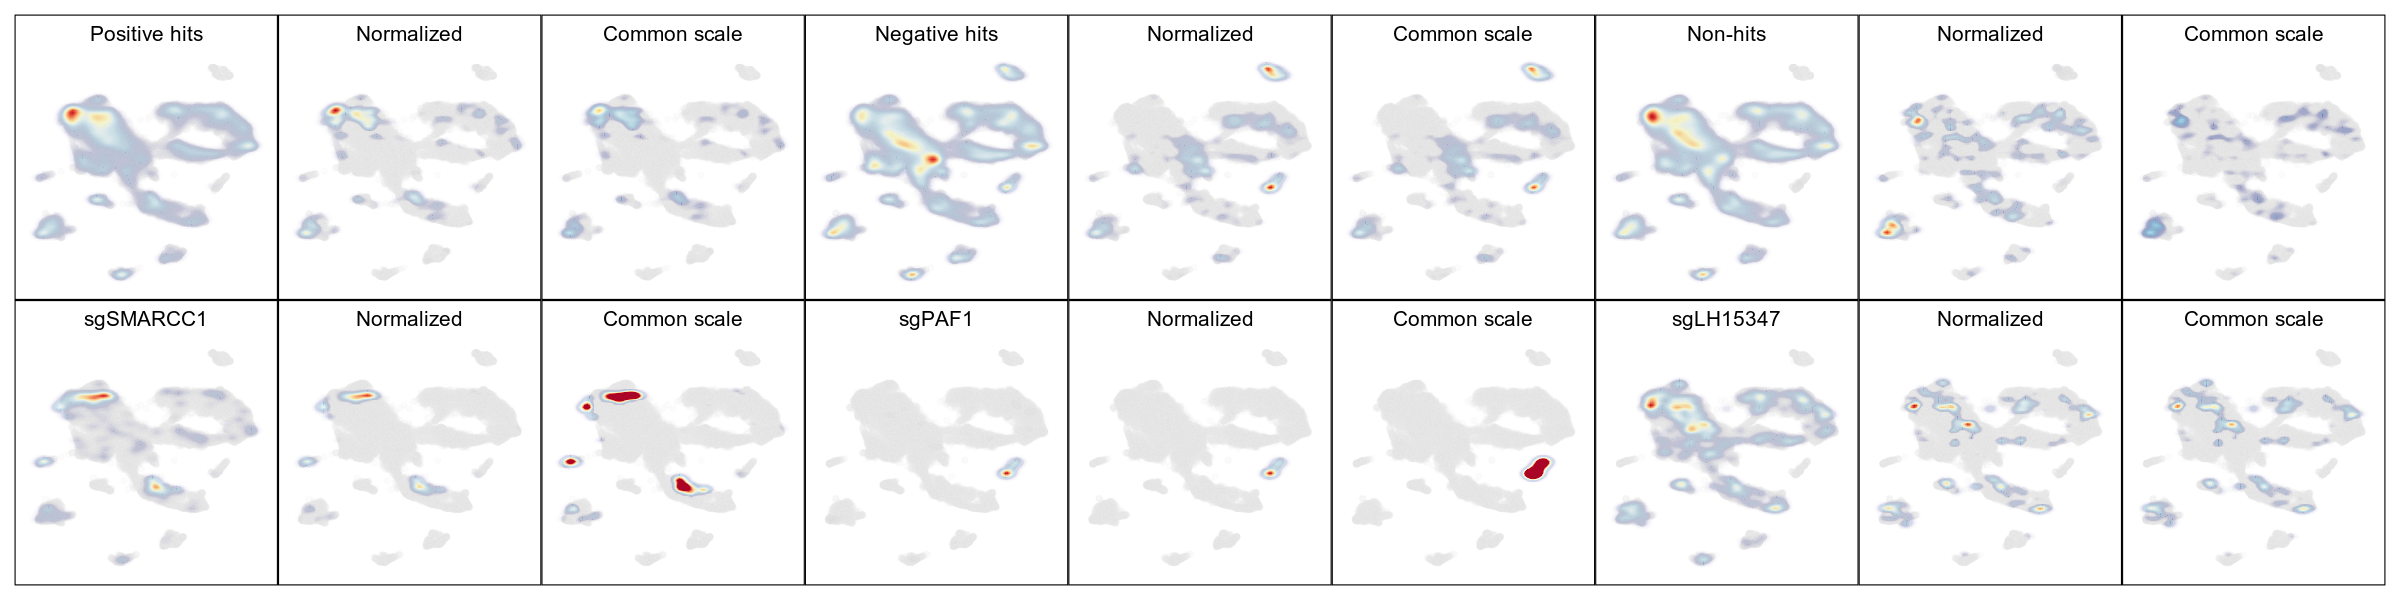 Positive hits
Normalized
Common scale
Negative hits
Normalized
Common scale
Non-hits
Normalized
Common scale
sgSMARCC1
Normalized
Common scale
sgPAF1
Normalized
Common scale
sgLH15347
Normalized
Common scale